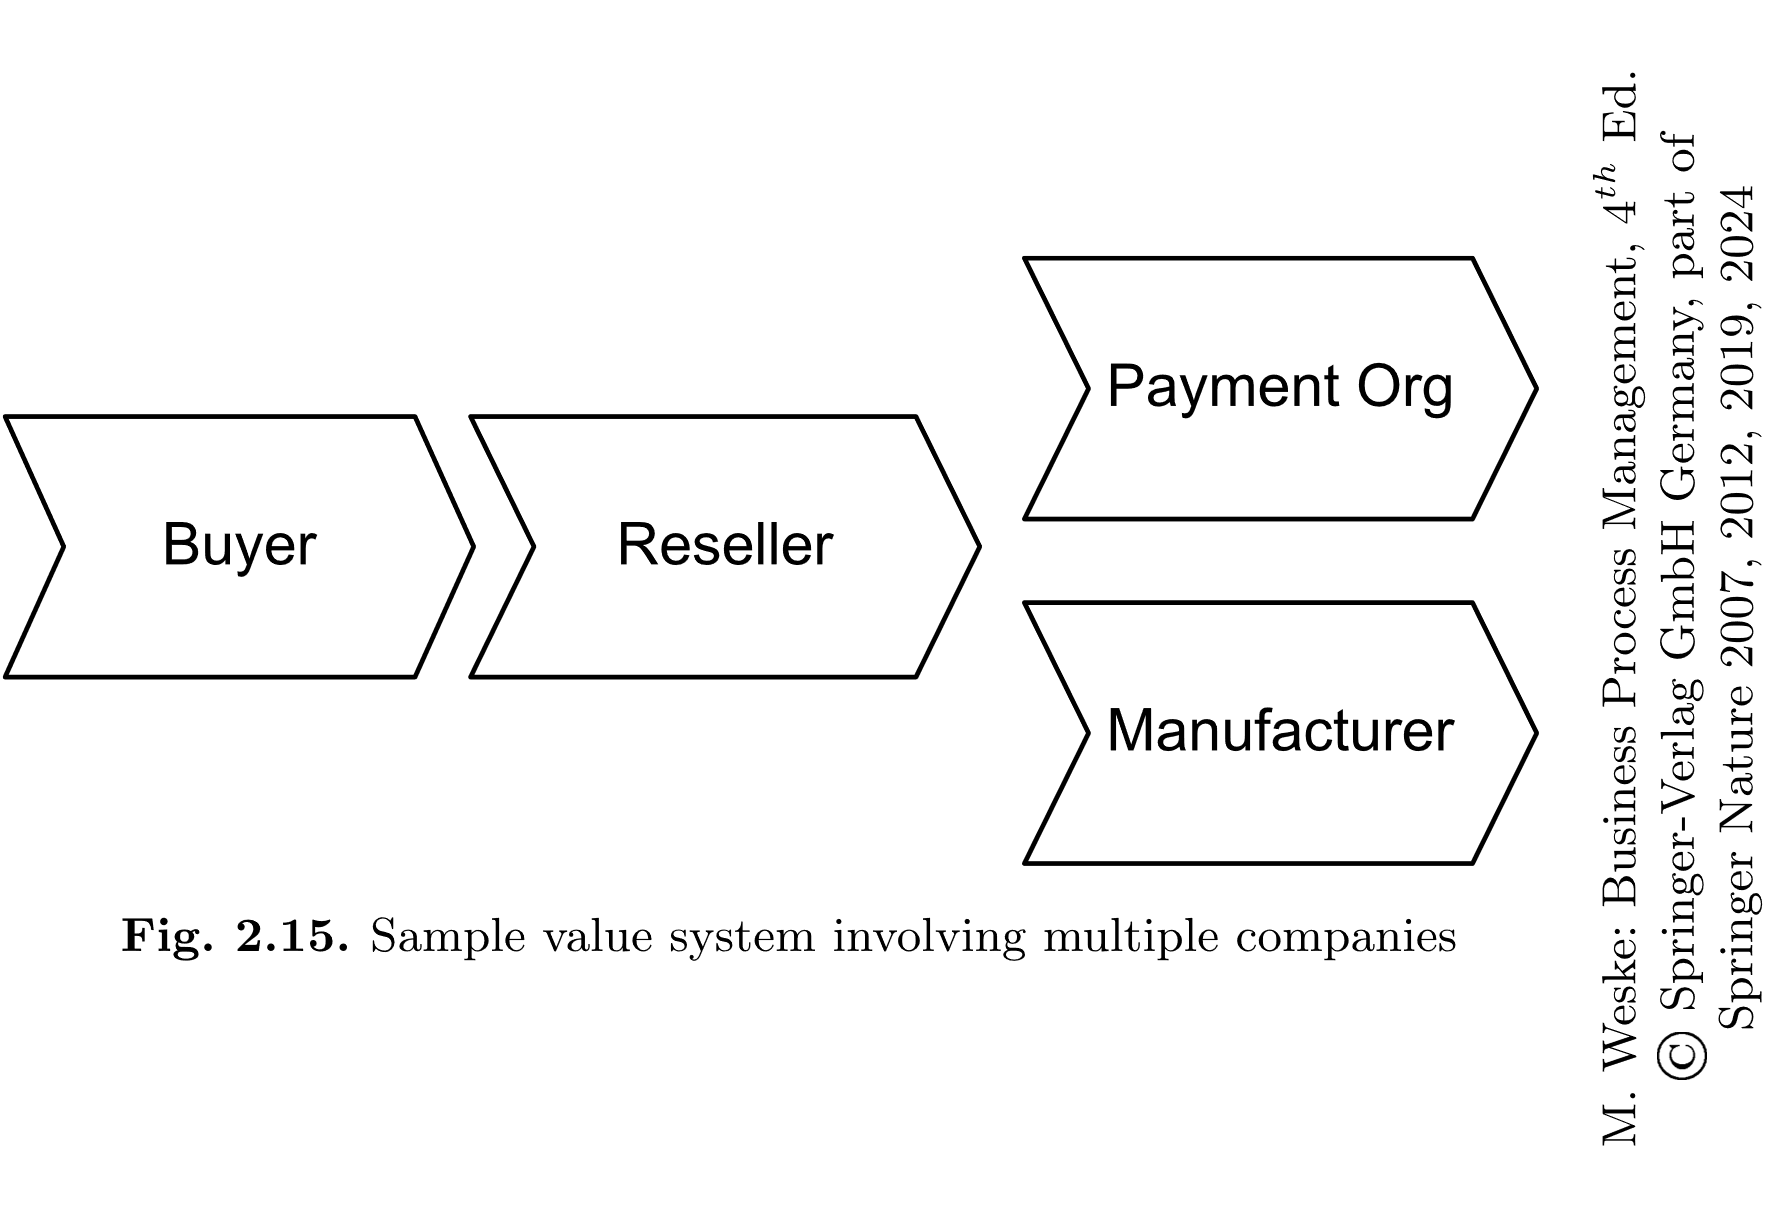 Payment Org
Buyer
Reseller
Manufacturer
Fig. 2.15. Sample value system involving multiple companies
M. Weske: Business Process Management, 4th Ed.
© Springer-Verlag GmbH Germany, part of
Springer Nature 2007, 2012, 2019, 2024